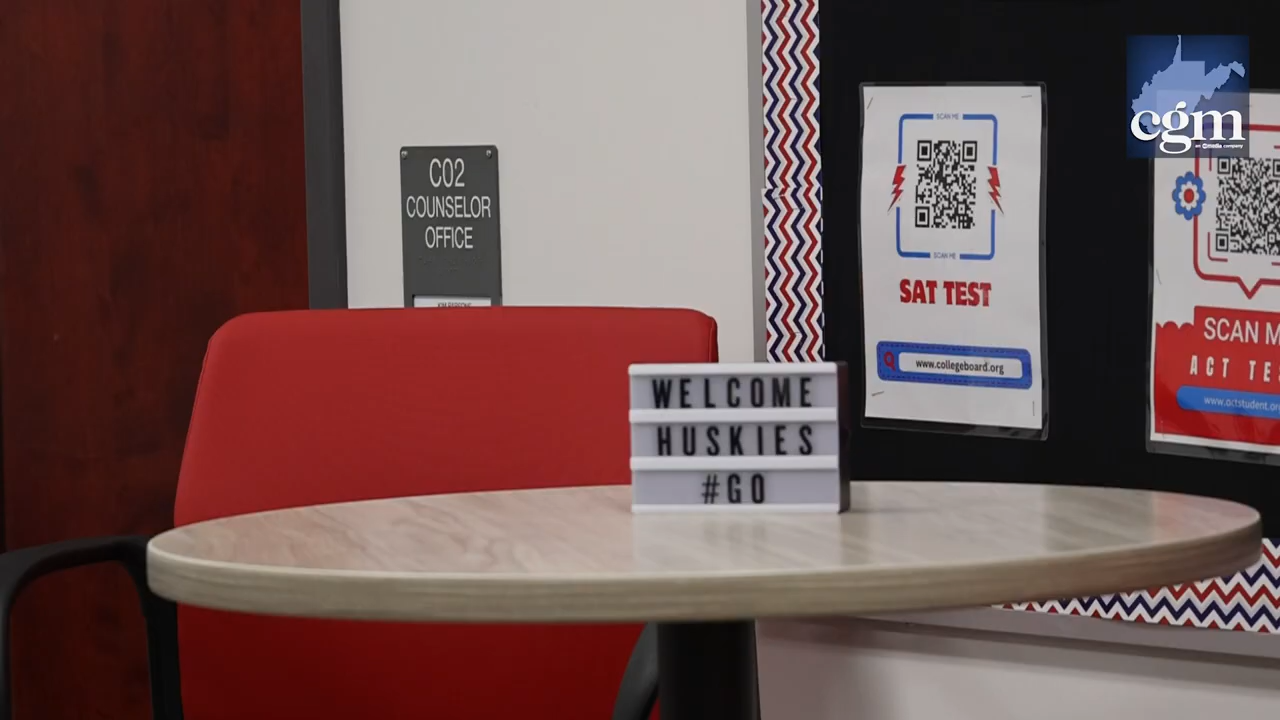 C02
COUNSELOR
OFFICE
WELCOME
HUSKIES
#GO
SCAN ME
SCAN ME
SAT TEST
www.collegeboard.org
cgm
SCAN M
ACT TE
www.actstudent.or